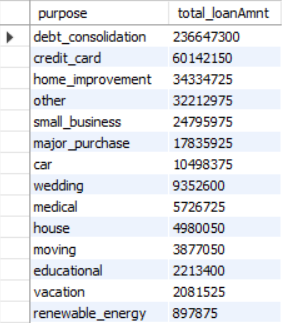 purpose total_loanAmnt
debt_consolidation 236647300
credit_card 60142150
home_improvement 34334725
other 32212975
small_business 24795975
major_purchase 17835925
car 10498375
wedding 9352600
medical 5726725
house 4980050
moving 3877050
educational 2213400
vacation 2081525
renewable_energy 897875